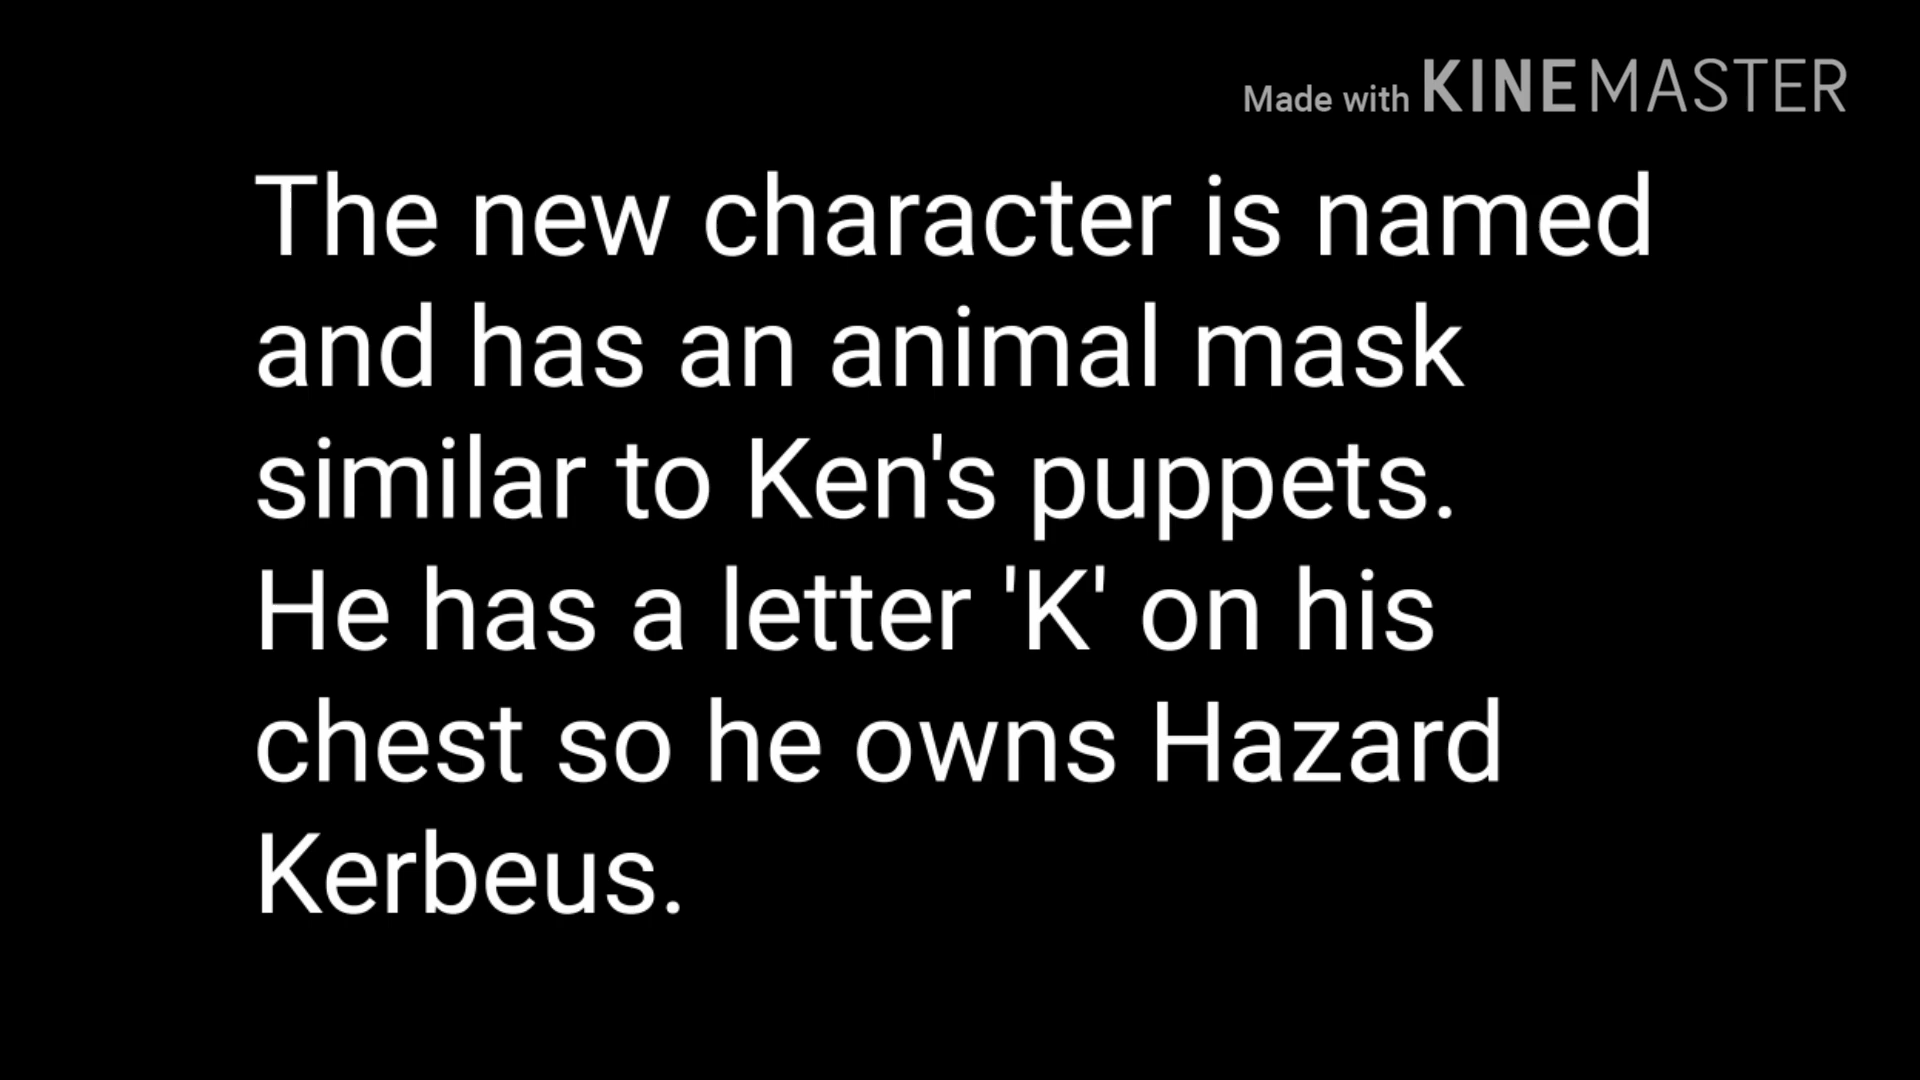 Made with KINEMASTER
The new character is named
and has an animal mask
similar to Ken's puppets.
He has a letter 'K' on his
chest so he owns Hazard
Kerbeus.